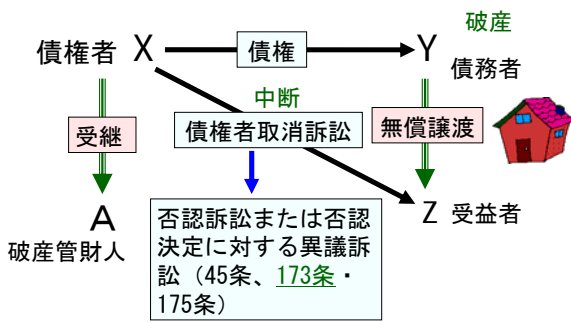 破産
債権者 X
債権
Y
債務者
中断
受継
債権者取消訴訟
無償譲渡
A
破産管財人
Z 受益者
否認訴訟または否認
決定に対する異議訴
訟（45条、173条・
175条）